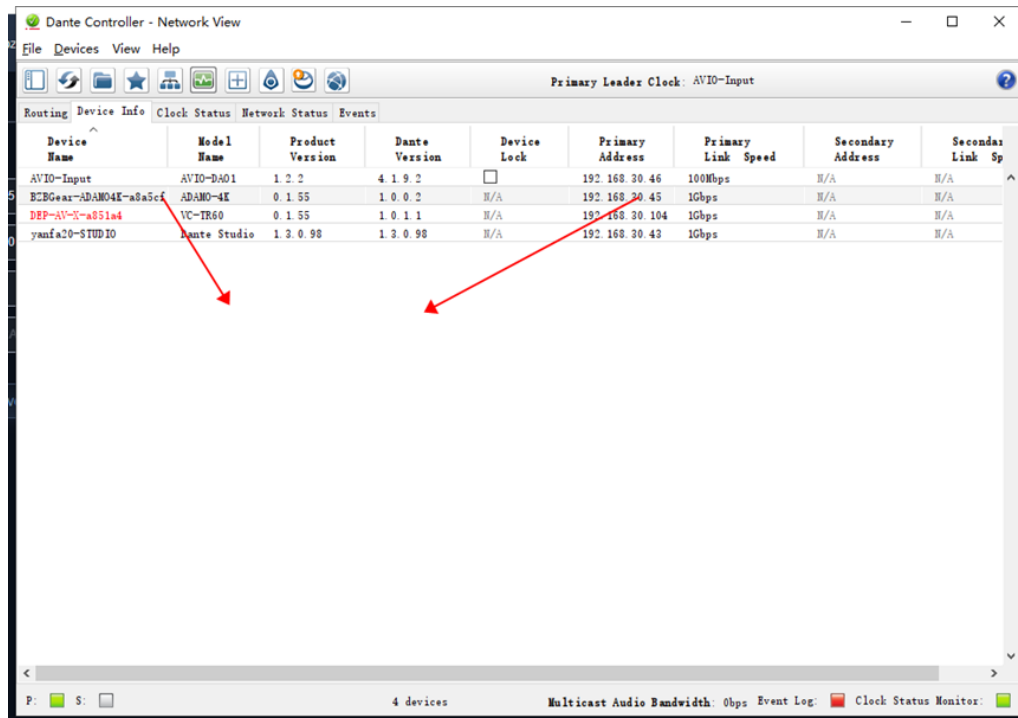 Dante Controller - Network View
File Devices View Help
Primary Leader Clock: AVIO-Input
Routing Device Info Clock Status Network Status Events
Device Name Model Name Product Version Dante Version Device Lock Primary Address Primary Link Speed Secondary Address Secondar Link Sp
AVIO-Input AVIO-DAO1 1.2.2 4.1.9.2 192.168.30.46 100Mbps N/A N/A
BZBGear-ADAMO4K-a8a5cf ADAMO-4K 0.1.55 1.0.0.2 N/A 192.168.30.45 1Gbps N/A N/A
DEP-AV-X-a851a4 VC-TR60 0.1.55 1.0.1.1 N/A 192.168.30.104 1Gbps N/A N/A
yanfa20-STUDIO Dante Studio 1.3.0.98 1.3.0.98 N/A 192.168.30.43 1Gbps N/A N/A
P: S: 4 devices Multicast Audio Bandwidth: 0bps Event Log: Clock Status Monitor: